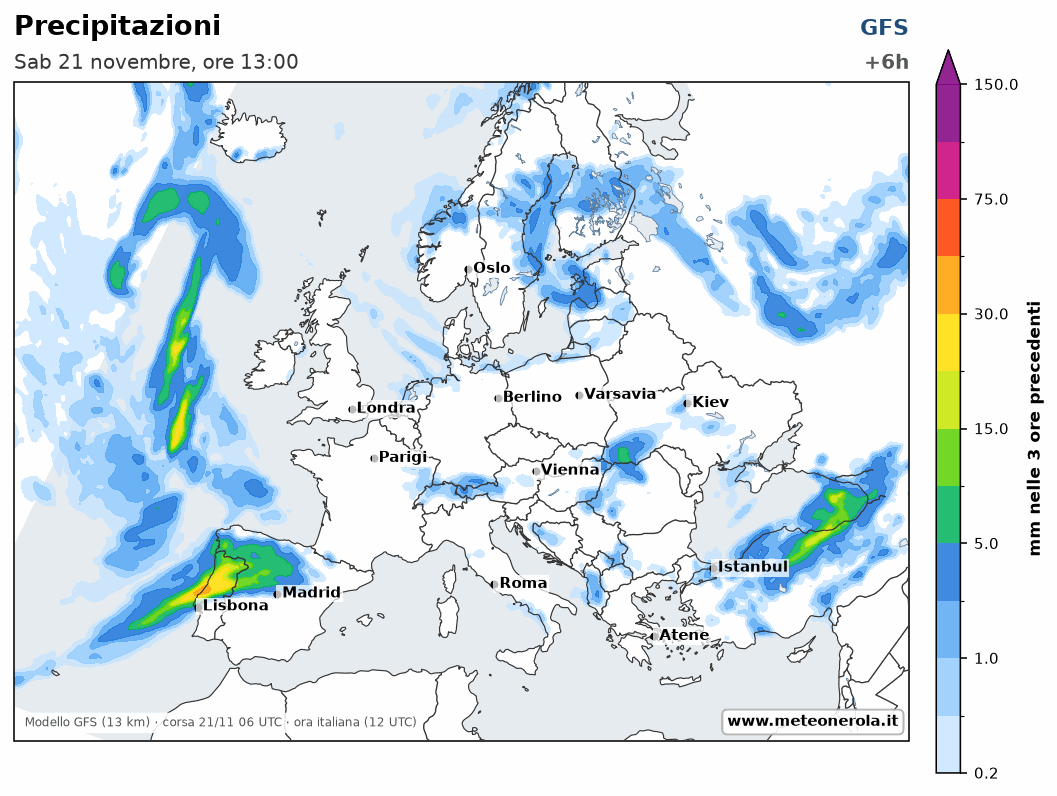 Precipitazioni
GFS
Sab 21 novembre, ore 13:00
+6h
150.0
75.0
30.0
15.0
5.0
1.0
0.2
mm nelle 3 ore precedenti
Oslo
Londra
Berlino
Varsavia
Kiev
Parigi
Vienna
Istanbul
Roma
Madrid
Lisbona
Atene
Modello GFS (13 km) · corsa 21/11 06 UTC · ora italiana (12 UTC)
www.meteonerola.it